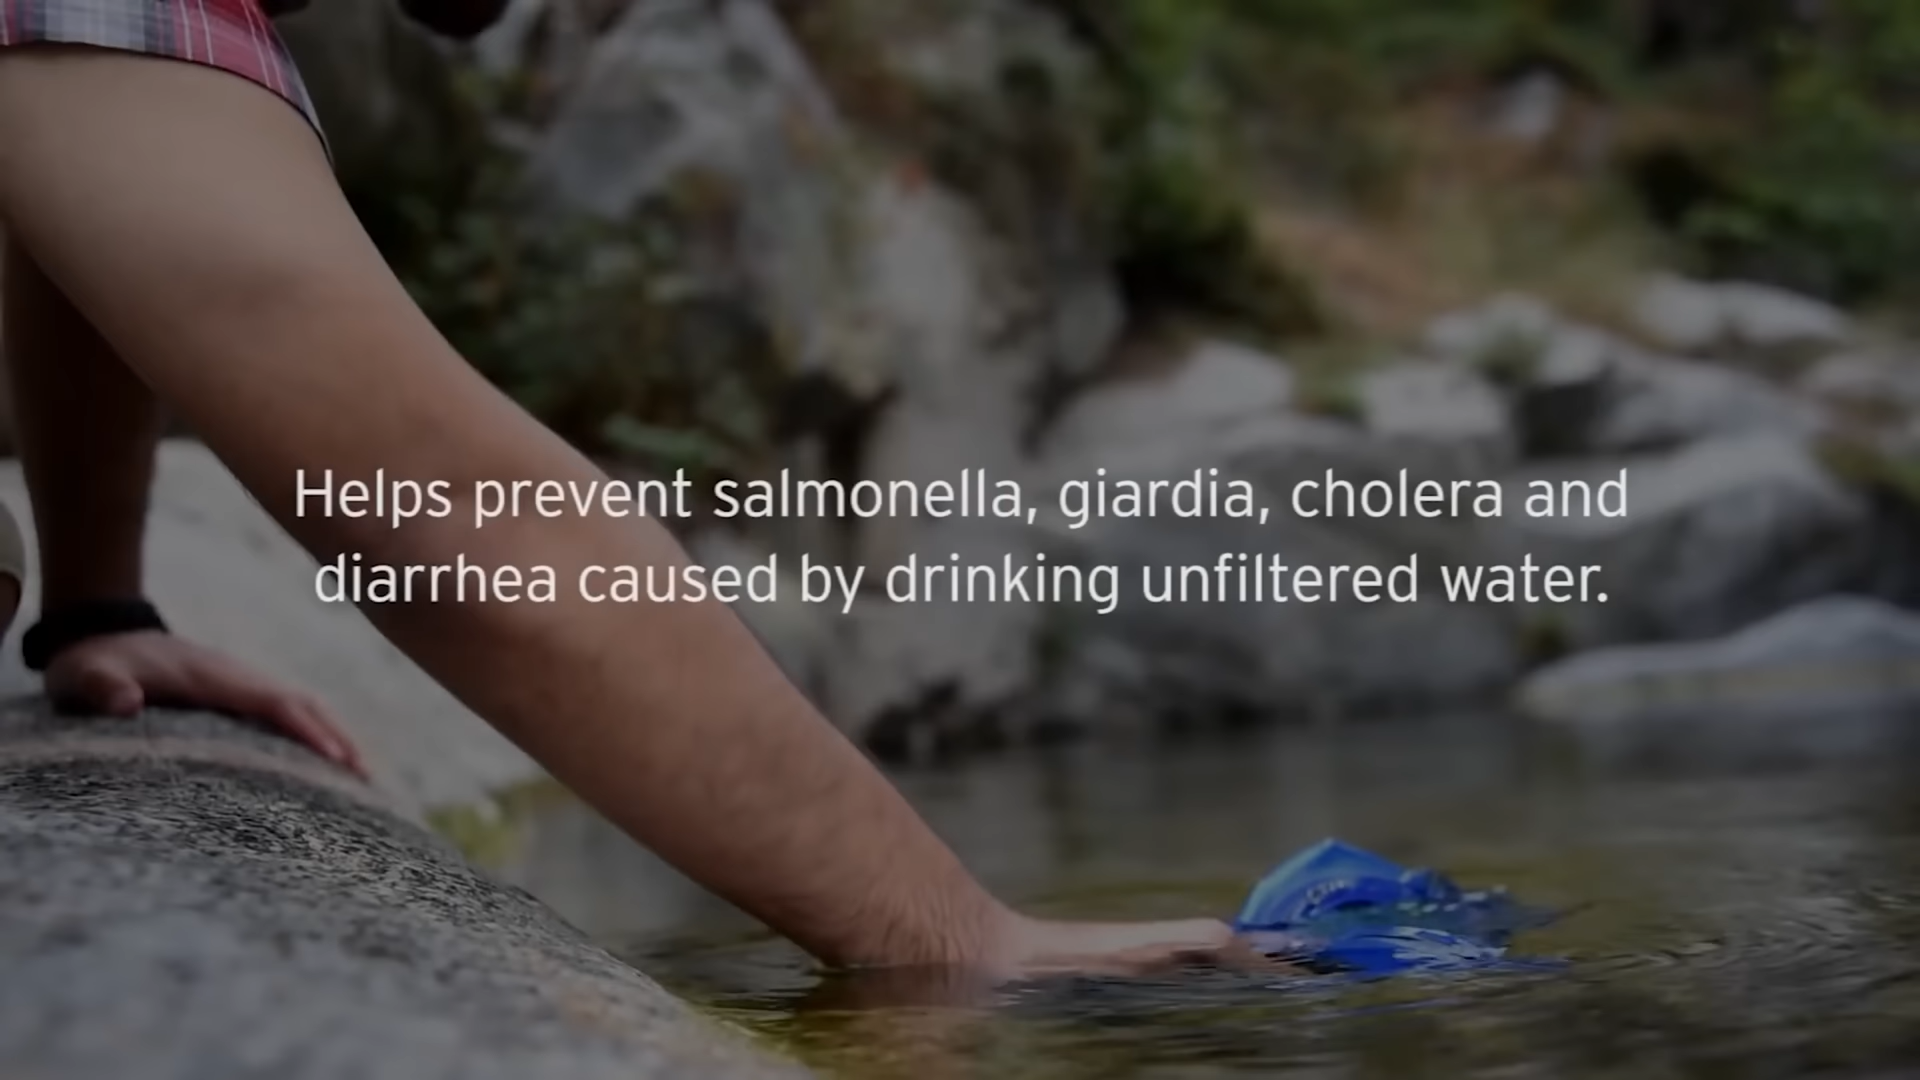 Helps prevent salmonella, giardia, cholera and
diarrhea caused by drinking unfiltered water.